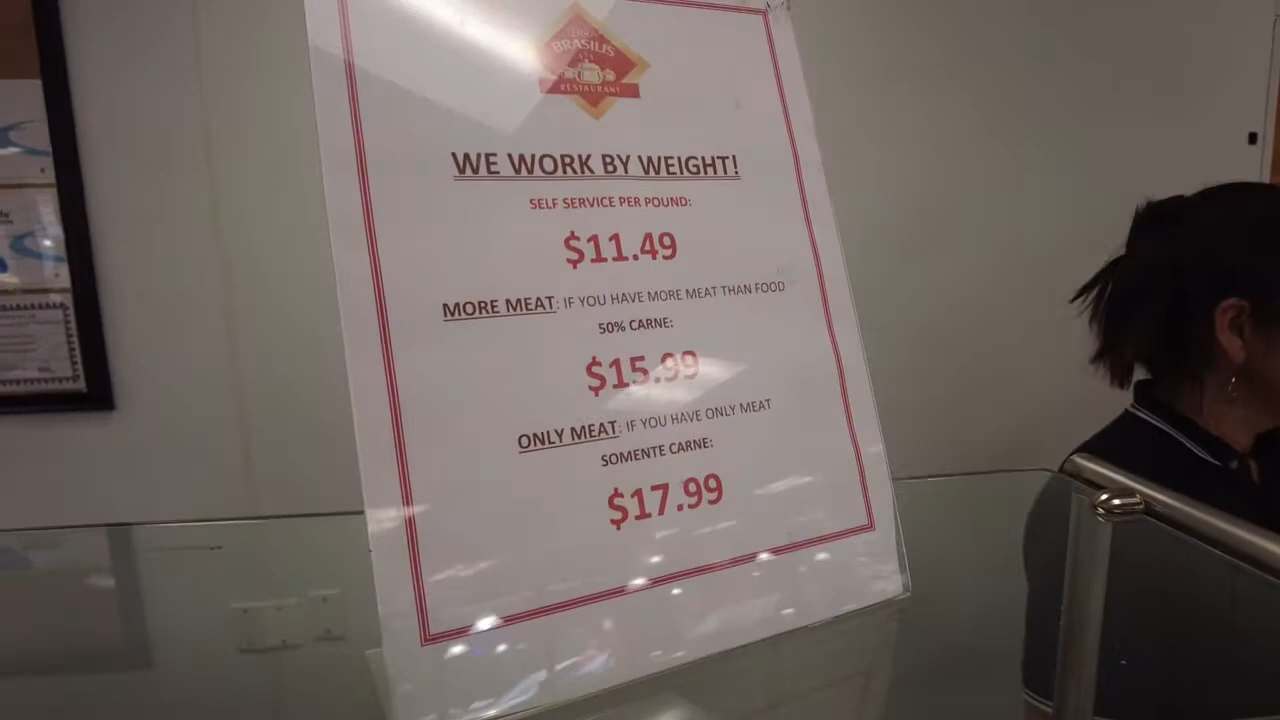 TERRA
BRASILIS
RESTAURANT
WE WORK BY WEIGHT!
SELF SERVICE PER POUND:
$11.49
MORE MEAT: IF YOU HAVE MORE MEAT THAN FOOD
50% CARNE:
$15.99
ONLY MEAT: IF YOU HAVE ONLY MEAT
SOMENTE CARNE:
$17.99